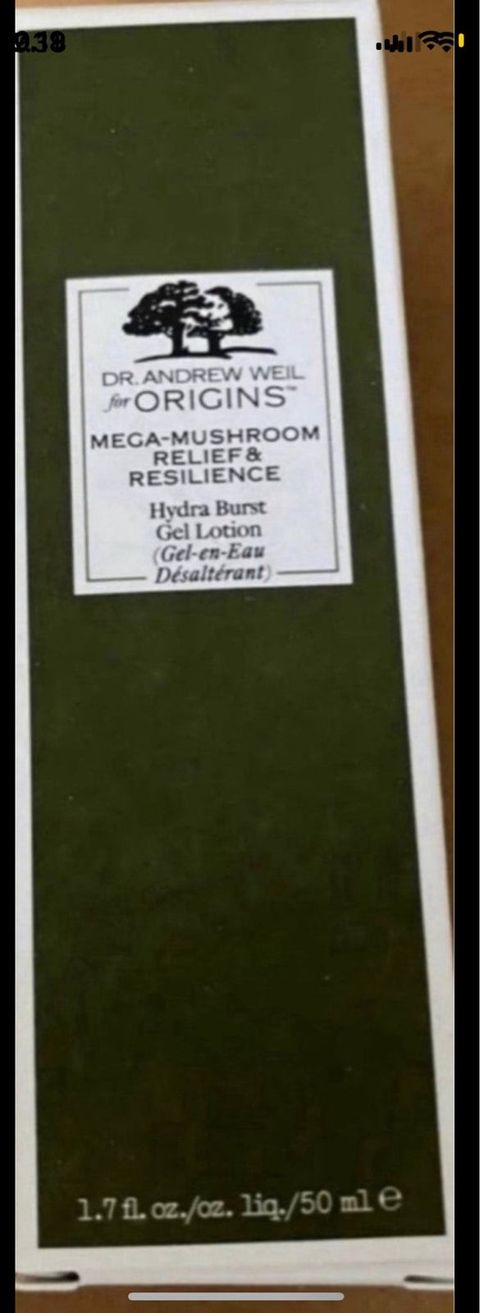 DR. ANDREW WEIL
for ORIGINS™
MEGA-MUSHROOM
RELIEF &
RESILIENCE
Hydra Burst
Gel Lotion
(Gel-en-Eau
Désaltérant)
1.7 fl. oz./oz. liq./50 ml ℮